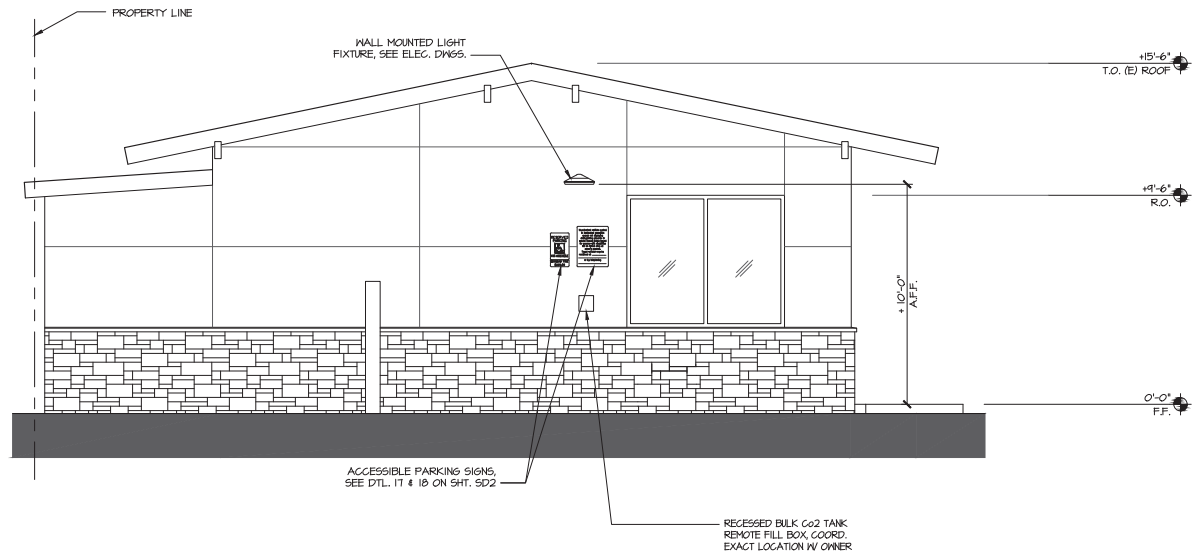 PROPERTY LINE
WALL MOUNTED LIGHT
FIXTURE, SEE ELEC. DWGS.
+15'-6"
T.O. (E) ROOF
+9'-6"
R.O.
+10'-0"
A.F.F.
0'-0"
F.F.
ACCESSIBLE PARKING SIGNS,
SEE DTL. 17 & 18 ON SHT. SD2
RECESSED BULK Co2 TANK
REMOTE FILL BOX, COORD.
EXACT LOCATION W/ OWNER